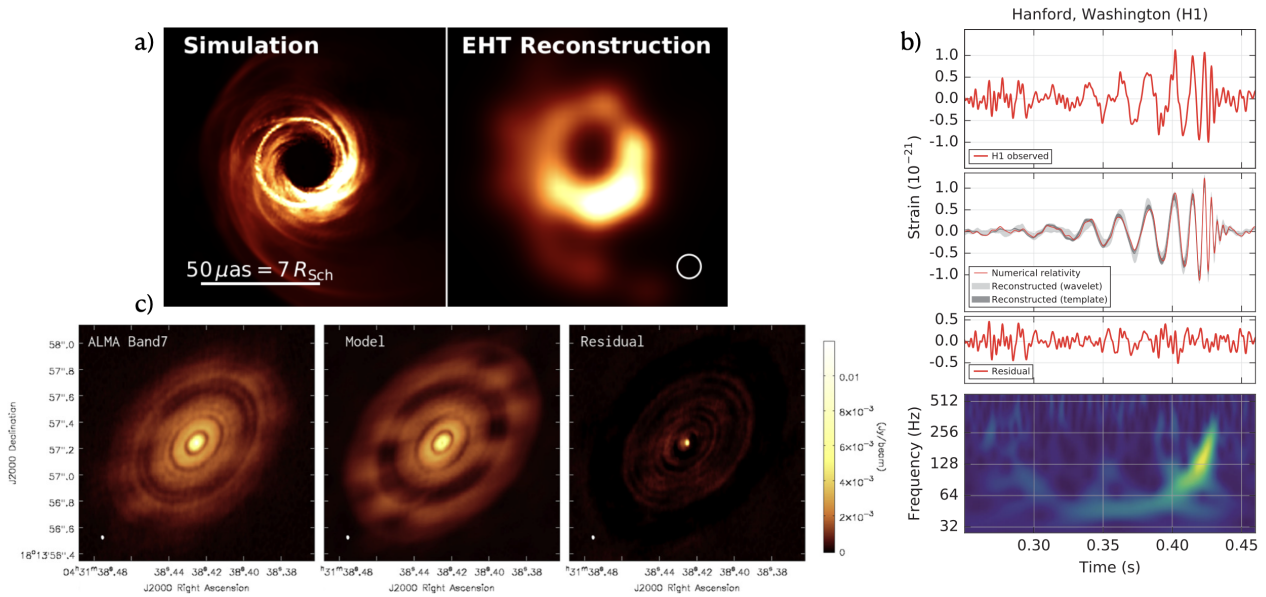 a)
Simulation
EHT Reconstruction
50 μas = 7 R_Sch
b)
Hanford, Washington (H1)
Strain (10⁻²¹)
1.0
0.5
0.0
-0.5
-1.0
H1 observed
1.0
0.5
0.0
-0.5
-1.0
Numerical relativity
Reconstructed (wavelet)
Reconstructed (template)
0.5
0.0
-0.5
Residual
Frequency (Hz)
512
256
128
64
32
0.30 0.35 0.40 0.45
Time (s)
c)
ALMA Band7
Model
Residual
J2000 Declination
58".0
57".8
57".6
57".4
57".2
57".0
56".8
56".6
18°13'56".4
04ʰ31ᵐ38ˢ.48 38ˢ.44 38ˢ.42 38ˢ.40 38ˢ.38
J2000 Right Ascension
ʰ31ᵐ38ˢ.48 38ˢ.44 38ˢ.42 38ˢ.40 38ˢ.38
J2000 Right Ascension
ʰ31ᵐ38ˢ.48 38ˢ.44 38ˢ.42 38ˢ.40 38ˢ.38
J2000 Right Ascension
0.01
8×10⁻³
6×10⁻³
4×10⁻³
2×10⁻³
0
(Jy/beam)